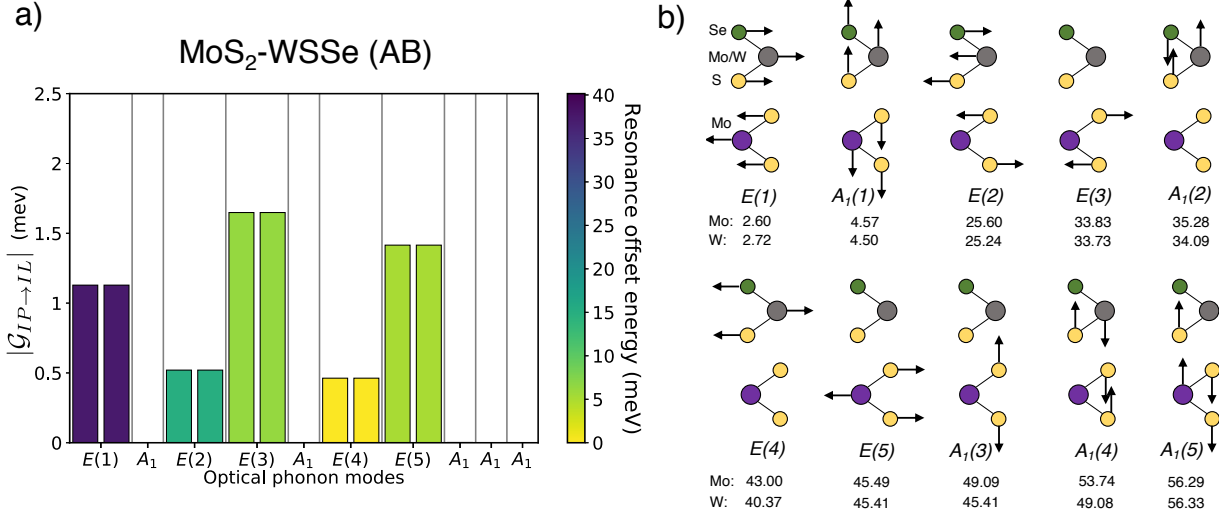 a)
MoS₂-WSSe (AB)
|𝒢_{IP→IL}| (mev)
2.5
2
1.5
1
0.5
0
E(1) A₁ E(2) E(3) A₁ E(4) E(5) A₁ A₁ A₁
Optical phonon modes
40
35
30
25
20
15
10
5
0
Resonance offset energy (meV)
b)
Se
Mo/W
S
Mo
E(1) A₁(1) E(2) E(3) A₁(2)
Mo: 2.60 4.57 25.60 33.83 35.28
W: 2.72 4.50 25.24 33.73 34.09
E(4) E(5) A₁(3) A₁(4) A₁(5)
Mo: 43.00 45.49 49.09 53.74 56.29
W: 40.37 45.41 45.41 49.08 56.33